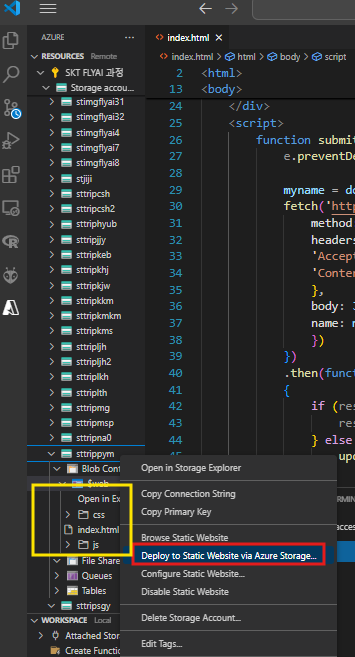 AZURE
RESOURCES Remote
SKT FLYAI 과정
Storage accou...
stimgflyai31
stimgflyai32
stimgflyai4
stimgflyai7
stimgflyai8
stjiji
sttripcsh
sttripcsh2
sttriphyub
sttripjjy
sttripkeb
sttripkhj
sttripkjw
sttripkkm
sttripkmkm
sttripkms
sttripljh
sttripljh2
sttriplkh
sttriplth
sttripmg
sttripmsp
sttripna0
sttrippym
Blob Cont
$web
Open in Ex
css
index.html
js
File Share
Queues
Tables
sttripsgy
WORKSPACE Local
Attached Stora
Create Function
index.html
index.html > html > body > script
2 <html>
13 <body>
24 </div>
25 <script>
26 function submit
27 e.preventDe
28
29 myname = do
30 fetch('http
31 method
32 headers
33 'Accept
34 'Conten
35 },
36 body: J
37 name: m
38 })
39 })
40 .then(funct
41 {
42 if (res
43 res
44 } else
45 upd
Open in Storage Explorer
Copy Connection String
Copy Primary Key
Browse Static Website
Deploy to Static Website via Azure Storage...
Configure Static Website...
Disable Static Website
Delete Storage Account...
Edit Tags...